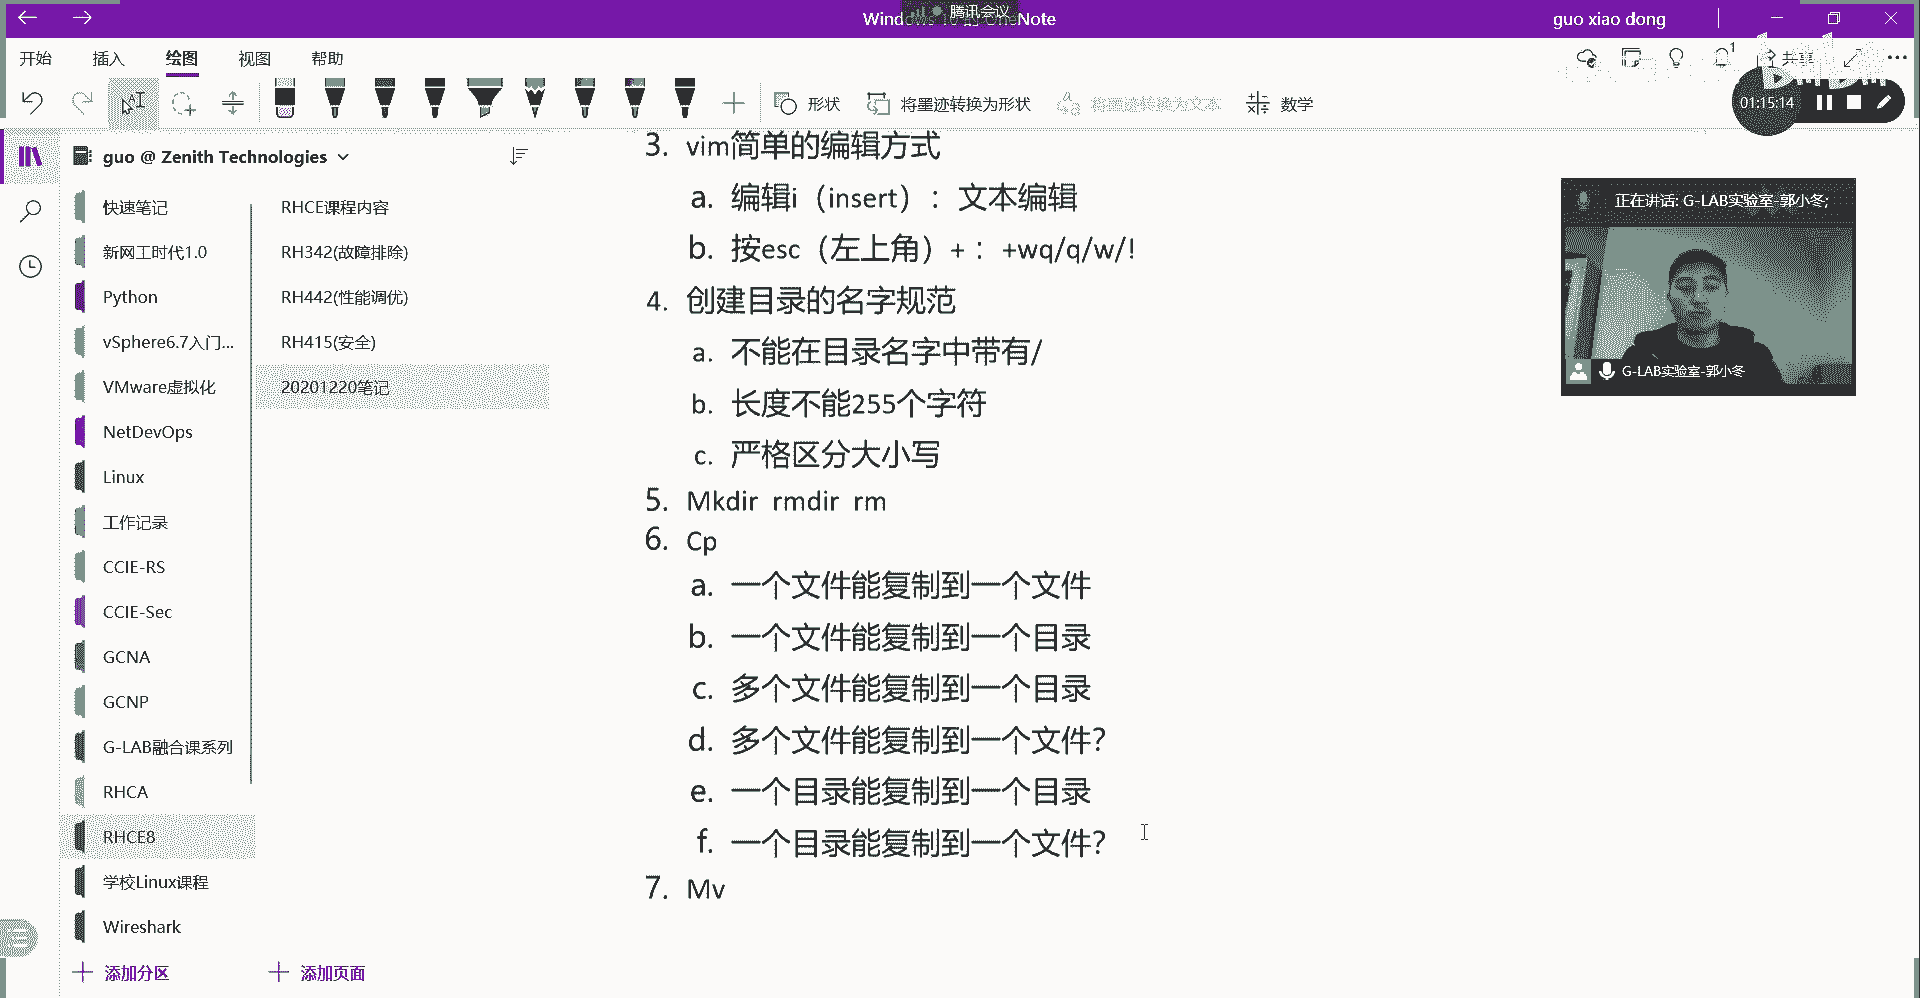 Windows 10 的 OneNote
腾讯会议
guo xiao dong
开始 插入 绘图 视图 帮助
共享
1
形状 将墨迹转换为形状 将墨迹转换为文本 数学
01:15:14
guo @ Zenith Technologies
快速笔记
新网工时代1.0
Python
vSphere6.7入门...
VMware虚拟化
NetDevOps
Linux
工作记录
CCIE-RS
CCIE-Sec
GCNA
GCNP
G-LAB融合课系列
RHCA
RHCE8
学校Linux课程
Wireshark
添加分区
RHCE课程内容
RH342(故障排除)
RH442(性能调优)
RH415(安全)
20201220笔记
添加页面
3. vim简单的编辑方式
a. 编辑i（insert）：文本编辑
b. 按esc（左上角）+ ：+wq/q/w/!
4. 创建目录的名字规范
a. 不能在目录名字中带有/
b. 长度不能255个字符
c. 严格区分大小写
5. Mkdir rmdir rm
6. Cp
a. 一个文件能复制到一个文件
b. 一个文件能复制到一个目录
c. 多个文件能复制到一个目录
d. 多个文件能复制到一个文件?
e. 一个目录能复制到一个目录
f. 一个目录能复制到一个文件?
7. Mv
正在讲话: G-LAB实验室-郭小冬;
G-LAB实验室-郭小冬